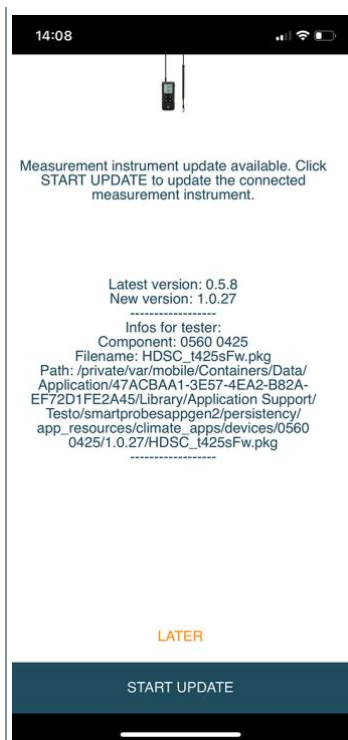 14:08
Measurement instrument update available. Click
START UPDATE to update the connected
measurement instrument.
Latest version: 0.5.8
New version: 1.0.27
------------------
Infos for tester:
Component: 0560 0425
Filename: HDSC_t425sFw.pkg
Path: /private/var/mobile/Containers/Data/
Application/47ACBAA1-3E57-4EA2-B82A-
EF72D1FE2A45/Library/Application Support/
Testo/smartprobesappgen2/persistency/
app_resources/climate_apps/devices/0560
0425/1.0.27/HDSC_t425sFw.pkg
------------------
LATER
START UPDATE